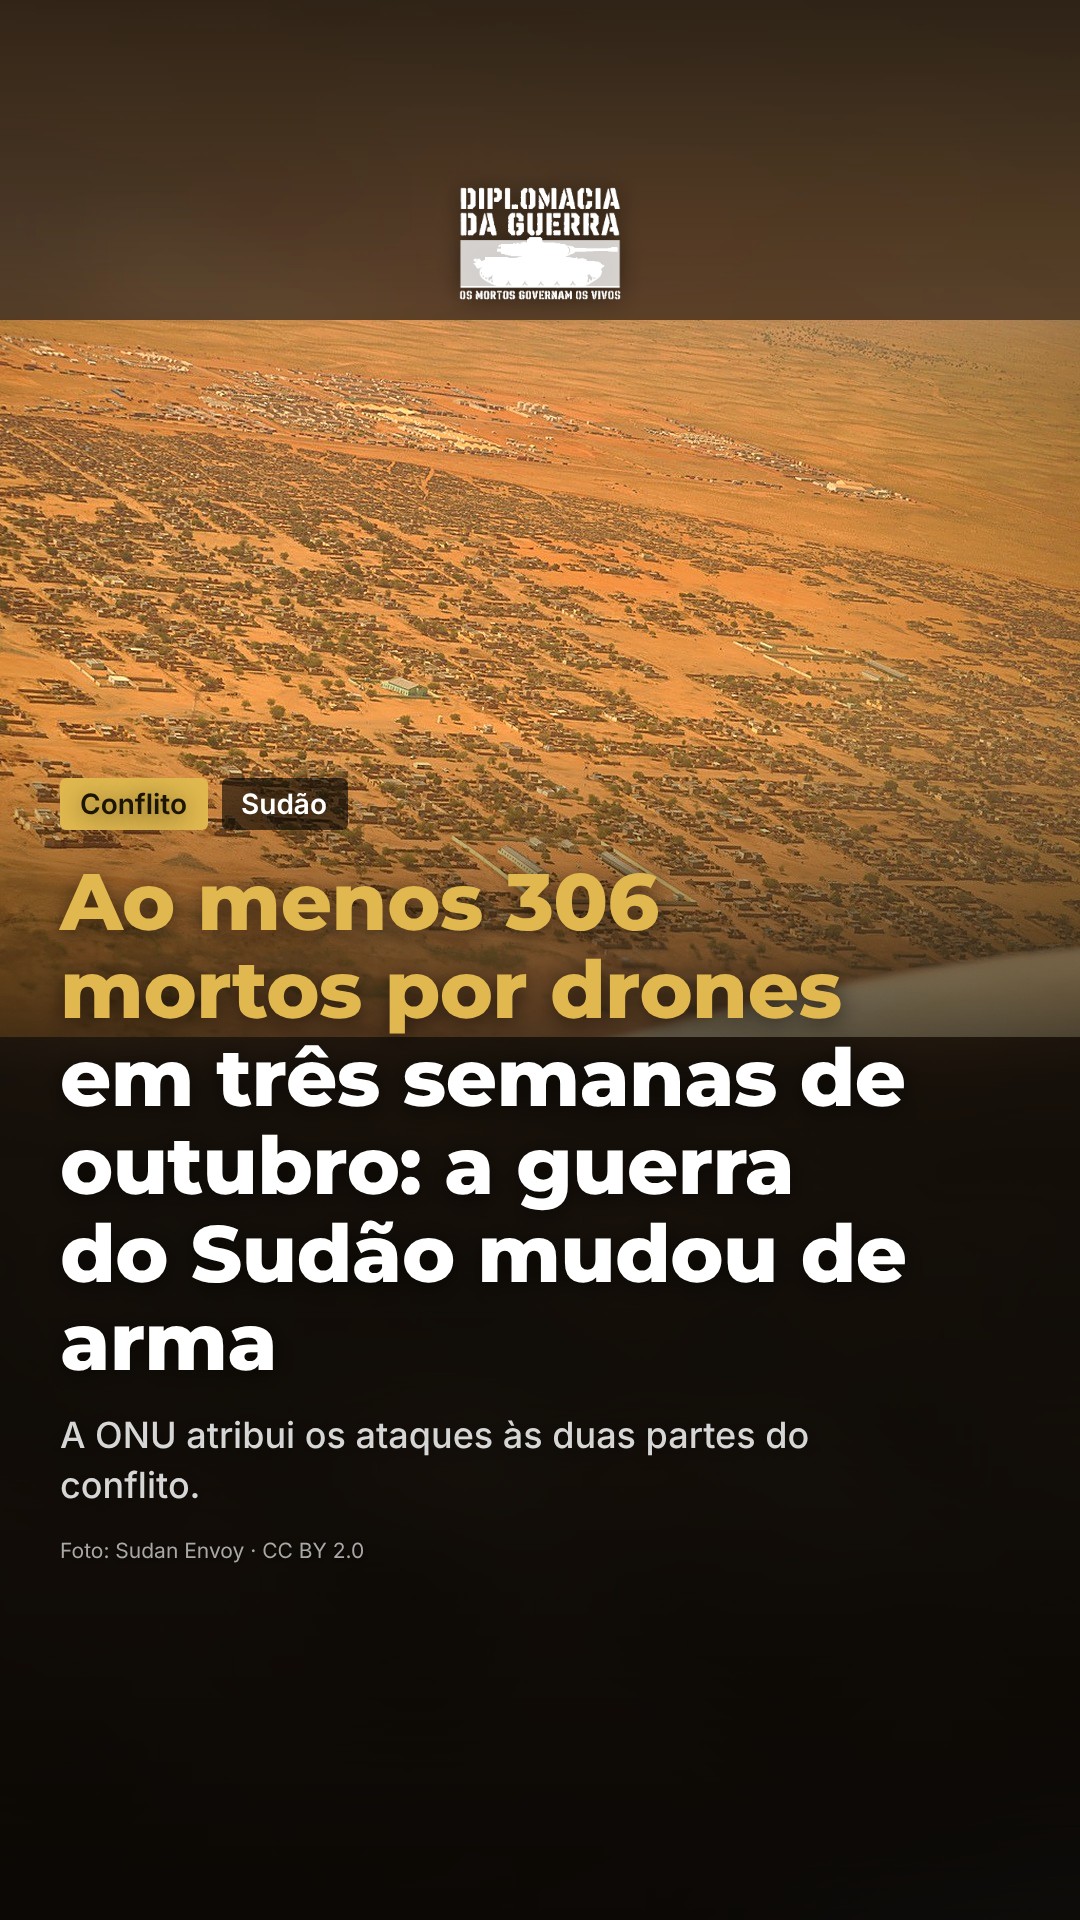 DIPLOMACIA
DA GUERRA
OS MORTOS GOVERNAM OS VIVOS
Conflito
Sudão
Ao menos 306
mortos por drones
em três semanas de
outubro: a guerra
do Sudão mudou de
arma
A ONU atribui os ataques às duas partes do
conflito.
Foto: Sudan Envoy · CC BY 2.0